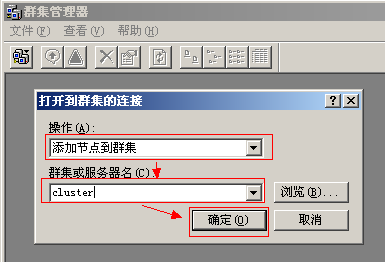 群集管理器
文件(F) 查看(V) 帮助(H)
打开到群集的连接
操作(A):
添加节点到群集
群集或服务器名(C):
cluster 浏览(B)...
确定(O) 取消